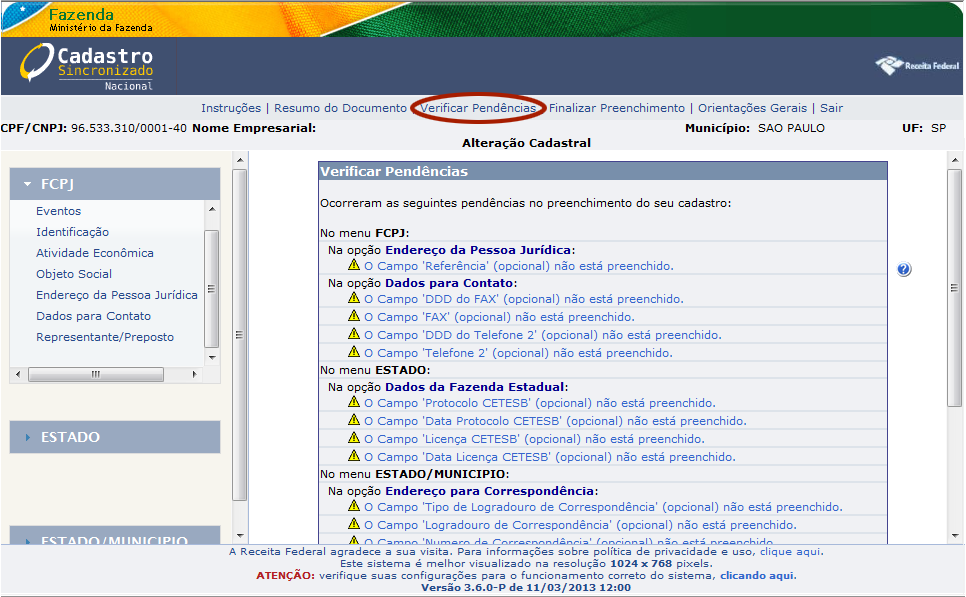 Fazenda
Ministério da Fazenda
Cadastro
Sincronizado
Nacional
Receita Federal
Instruções | Resumo do Documento | Verificar Pendências | Finalizar Preenchimento | Orientações Gerais | Sair
CPF/CNPJ: 96.533.310/0001-40 Nome Empresarial: Município: SAO PAULO UF: SP
Alteração Cadastral
FCPJ
Eventos
Identificação
Atividade Econômica
Objeto Social
Endereço da Pessoa Jurídica
Dados para Contato
Representante/Preposto
ESTADO
ESTADO/MUNICIPIO
Verificar Pendências
Ocorreram as seguintes pendências no preenchimento do seu cadastro:
No menu FCPJ:
Na opção Endereço da Pessoa Jurídica:
O Campo 'Referência' (opcional) não está preenchido.
Na opção Dados para Contato:
O Campo 'DDD do FAX' (opcional) não está preenchido.
O Campo 'FAX' (opcional) não está preenchido.
O Campo 'DDD do Telefone 2' (opcional) não está preenchido.
O Campo 'Telefone 2' (opcional) não está preenchido.
No menu ESTADO:
Na opção Dados da Fazenda Estadual:
O Campo 'Protocolo CETESB' (opcional) não está preenchido.
O Campo 'Data Protocolo CETESB' (opcional) não está preenchido.
O Campo 'Licença CETESB' (opcional) não está preenchido.
O Campo 'Data Licença CETESB' (opcional) não está preenchido.
No menu ESTADO/MUNICIPIO:
Na opção Endereço para Correspondência:
O Campo 'Tipo de Logradouro de Correspondência' (opcional) não está preenchido.
O Campo 'Logradouro de Correspondência' (opcional) não está preenchido.
O Campo 'Numero de Correspondência' (opcional) não está preenchido.
A Receita Federal agradece a sua visita. Para informações sobre política de privacidade e uso, clique aqui.
Este sistema é melhor visualizado na resolução 1024 x 768 pixels.
ATENÇÃO: verifique suas configurações para o funcionamento correto do sistema, clicando aqui.
Versão 3.6.0-P de 11/03/2013 12:00